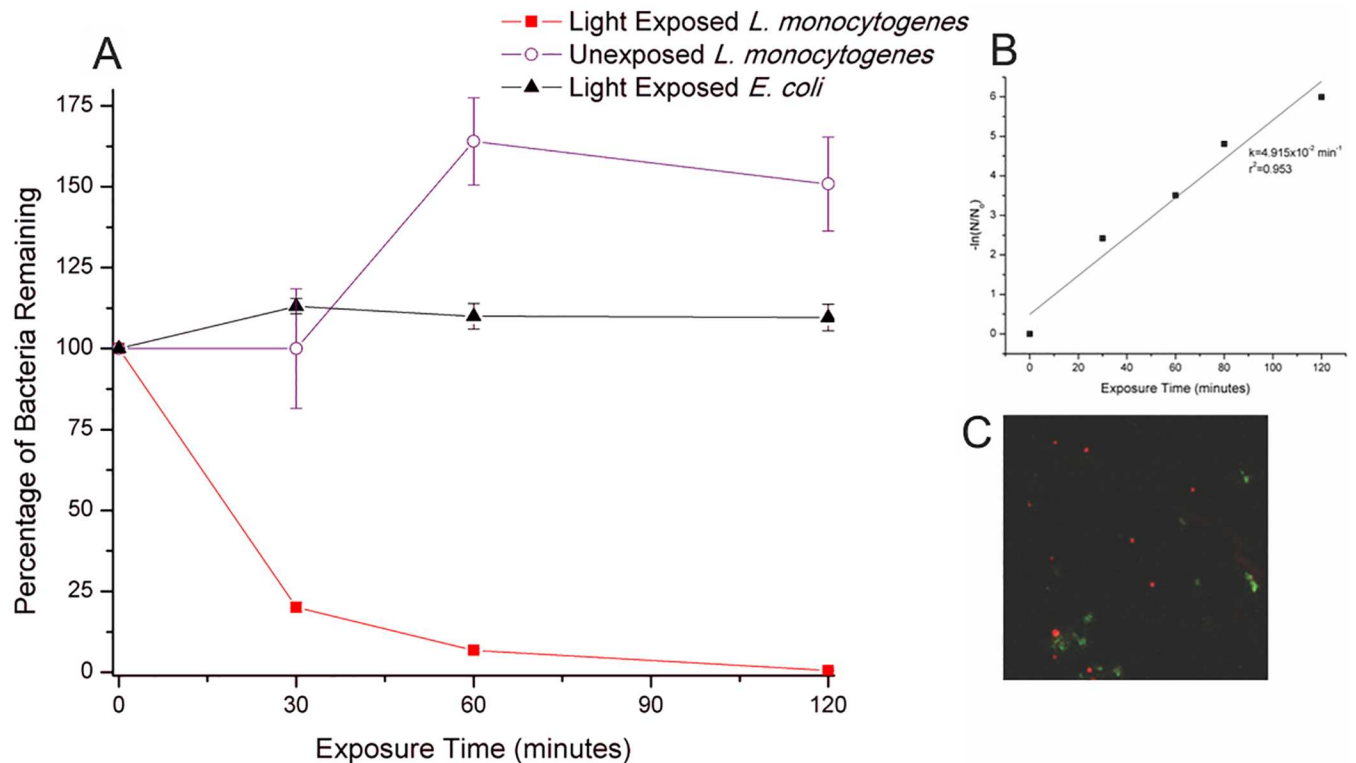 A
Light Exposed L. monocytogenes
Unexposed L. monocytogenes
Light Exposed E. coli
175
150
125
100
75
50
25
0
0 30 60 90 120
Percentage of Bacteria Remaining
Exposure Time (minutes)
B
6
5
4
3
2
1
0
k=4.915x10⁻² min⁻¹
r²=0.953
-ln(N/N₀)
0 20 40 60 80 100 120
Exposure Time (minutes)
C